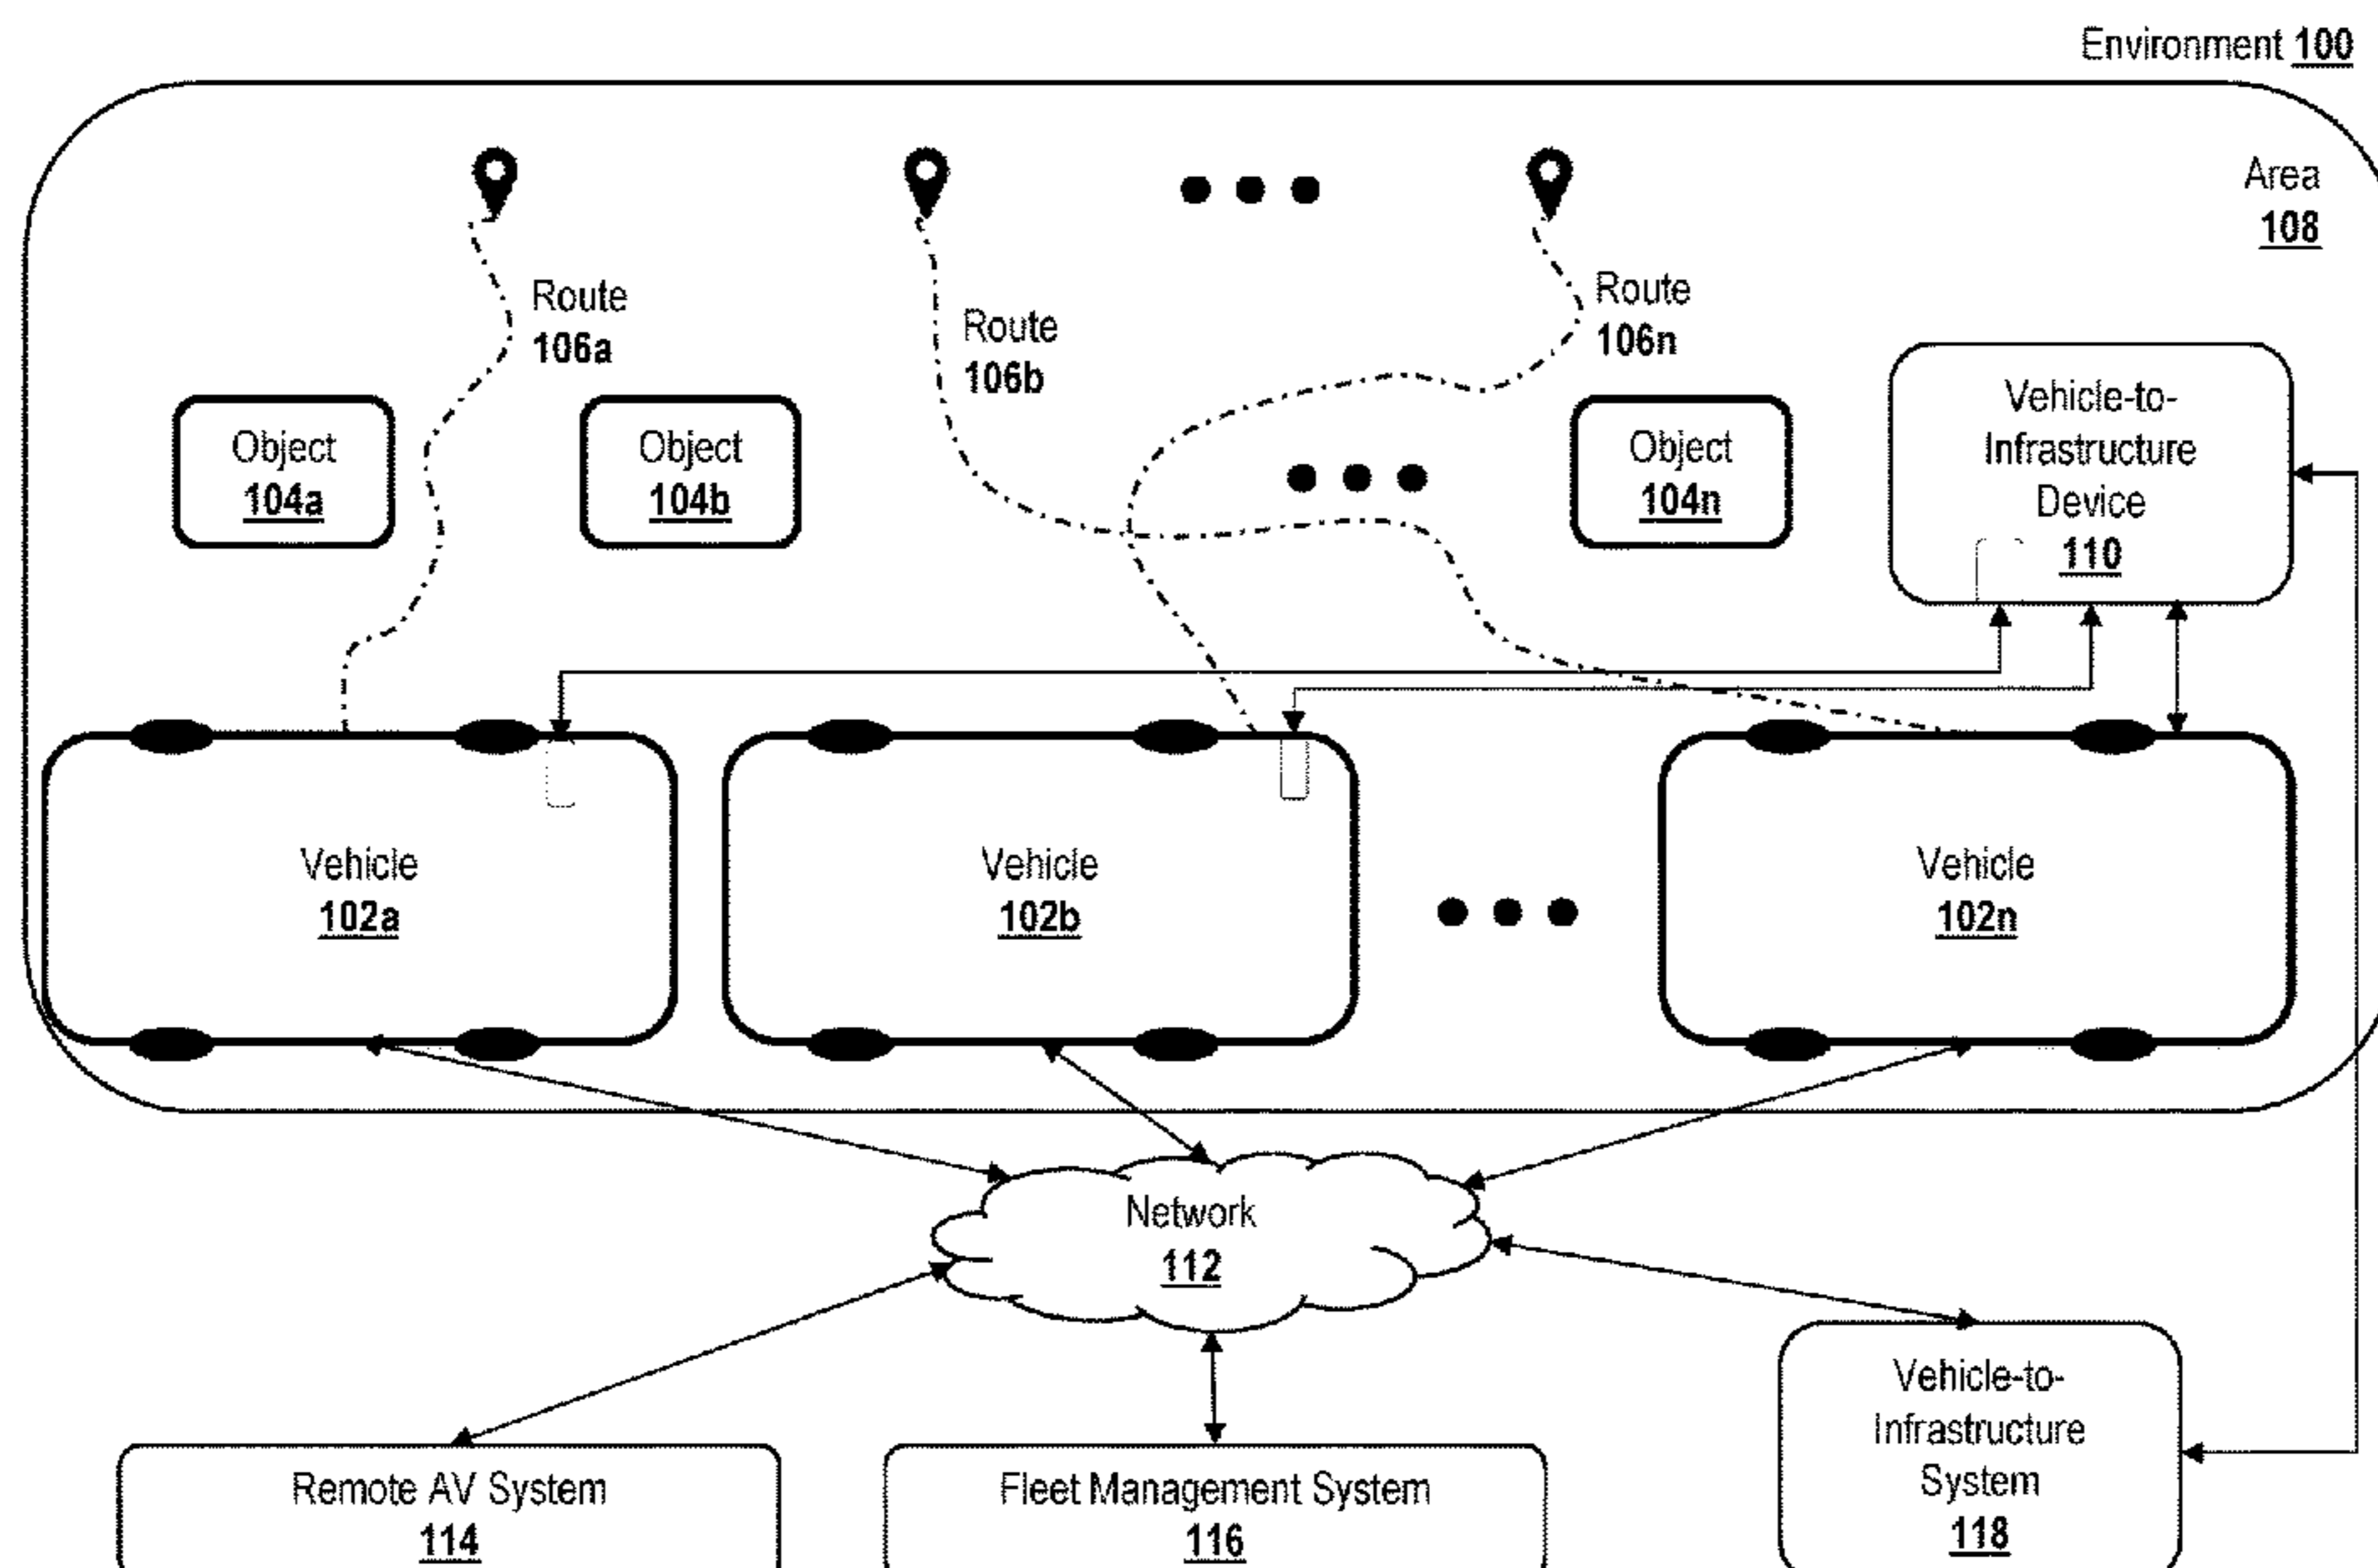 Environment 100
Area
108
Route
106a
Route
106b
Route
106n
Object
104a
Object
104b
Object
104n
Vehicle-to-
Infrastructure
Device
110
Vehicle
102a
Vehicle
102b
Vehicle
102n
Network
112
Remote AV System
114
Fleet Management System
116
Vehicle-to-
Infrastructure
System
118